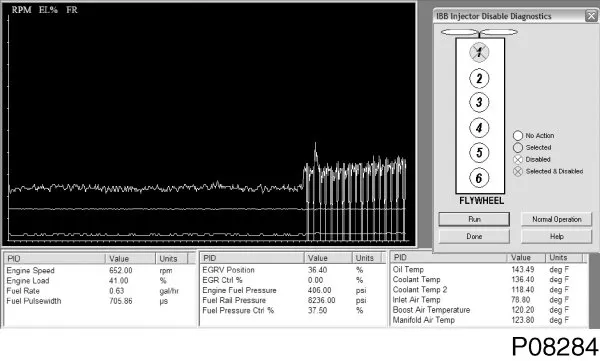 RPM EL% FR
IBB Injector Disable Diagnostics
1
2
3
4
5
6
FLYWHEEL
No Action
Selected
Disabled
Selected & Disabled
Run
Normal Operation
Done
Help
PID Value Units
Engine Speed 652.00 rpm
Engine Load 41.00 %
Fuel Rate 0.63 gal/hr
Fuel Pulsewidth 705.86 µs
PID Value Units
EGRV Position 36.40 %
EGR Ctrl % 0.00 %
Engine Fuel Pressure 406.00 psi
Fuel Rail Pressure 8236.00 psi
Fuel Pressure Ctrl % 37.50 %
PID Value Units
Oil Temp 143.49 deg F
Coolant Temp 136.40 deg F
Coolant Temp 2 118.40 deg F
Inlet Air Temp 78.80 deg F
Boost Air Temperature 120.20 deg F
Manifold Air Temp 123.80 deg F
P08284